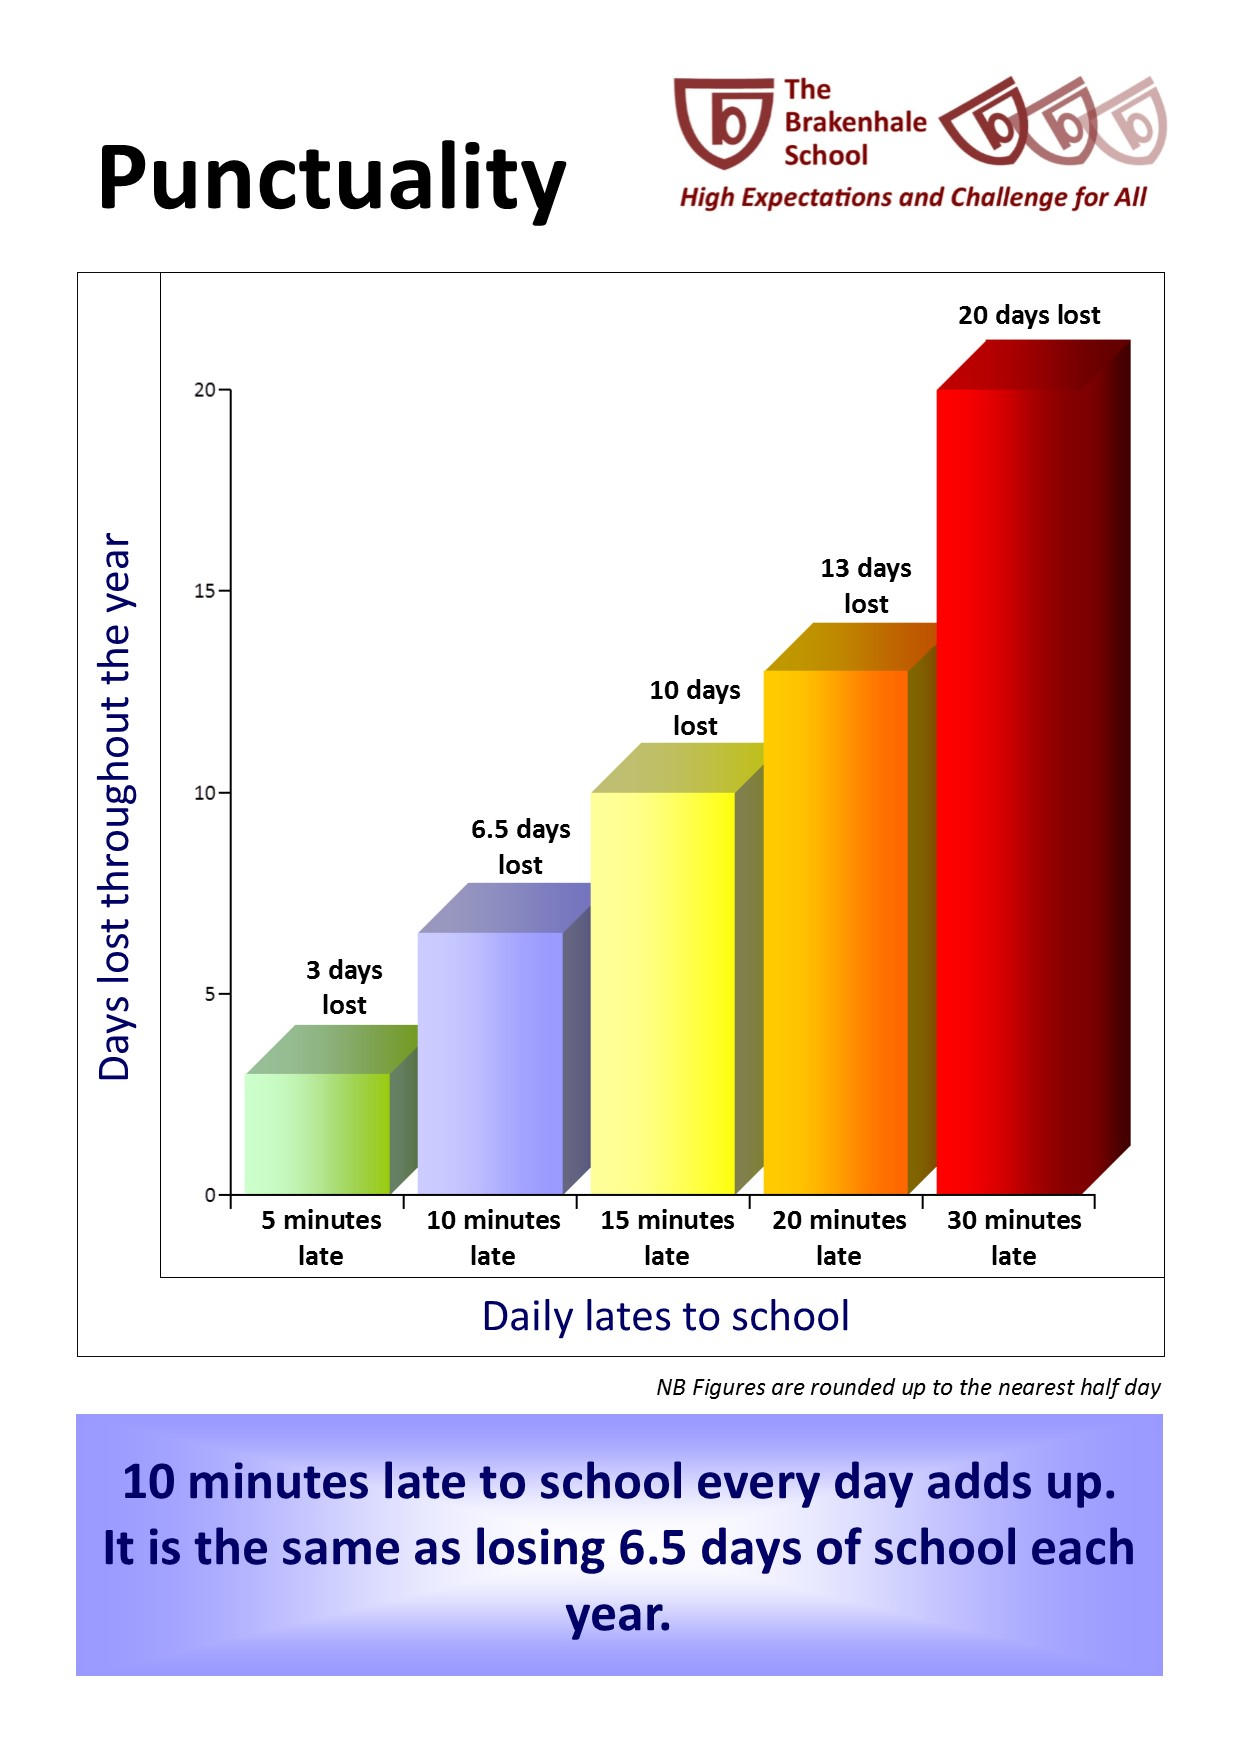 Punctuality
The
Brakenhale
School
High Expectations and Challenge for All
Days lost throughout the year
20
15
10
5
0
3 days
lost
6.5 days
lost
10 days
lost
13 days
lost
20 days lost
5 minutes
late
10 minutes
late
15 minutes
late
20 minutes
late
30 minutes
late
Daily lates to school
NB Figures are rounded up to the nearest half day
10 minutes late to school every day adds up.
It is the same as losing 6.5 days of school each
year.